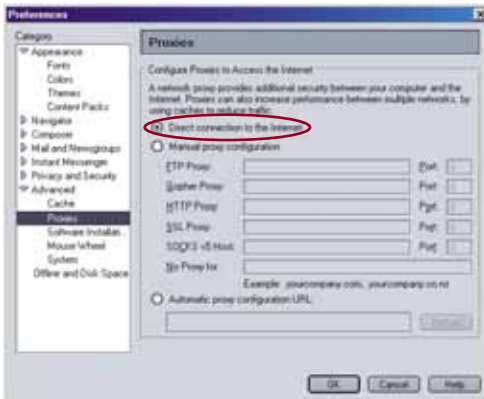 Preferences
Category
Appearance
Fonts
Colors
Themes
Content Packs
Navigator
Composer
Mail and Newsgroups
Instant Messenger
Privacy and Security
Advanced
Cache
Proxies
Software Installat..
Mouse Wheel
System
Offline and Disk Space
Proxies
Configure Proxies to Access the Internet
A network proxy provides additional security between your computer and the
Internet. Proxies can also increase performance between multiple networks, by
using caches to reduce traffic.
Direct connection to the Internet
Manual proxy configuration
FTP Proxy: Port:
Gopher Proxy: Port:
HTTP Proxy: Port:
SSL Proxy: Port:
SOCKS v5 Host: Port:
No Proxy for:
Example: yourcompany.com, yourcompany.co.nz
Automatic proxy configuration URL:
Reload
OK Cancel Help